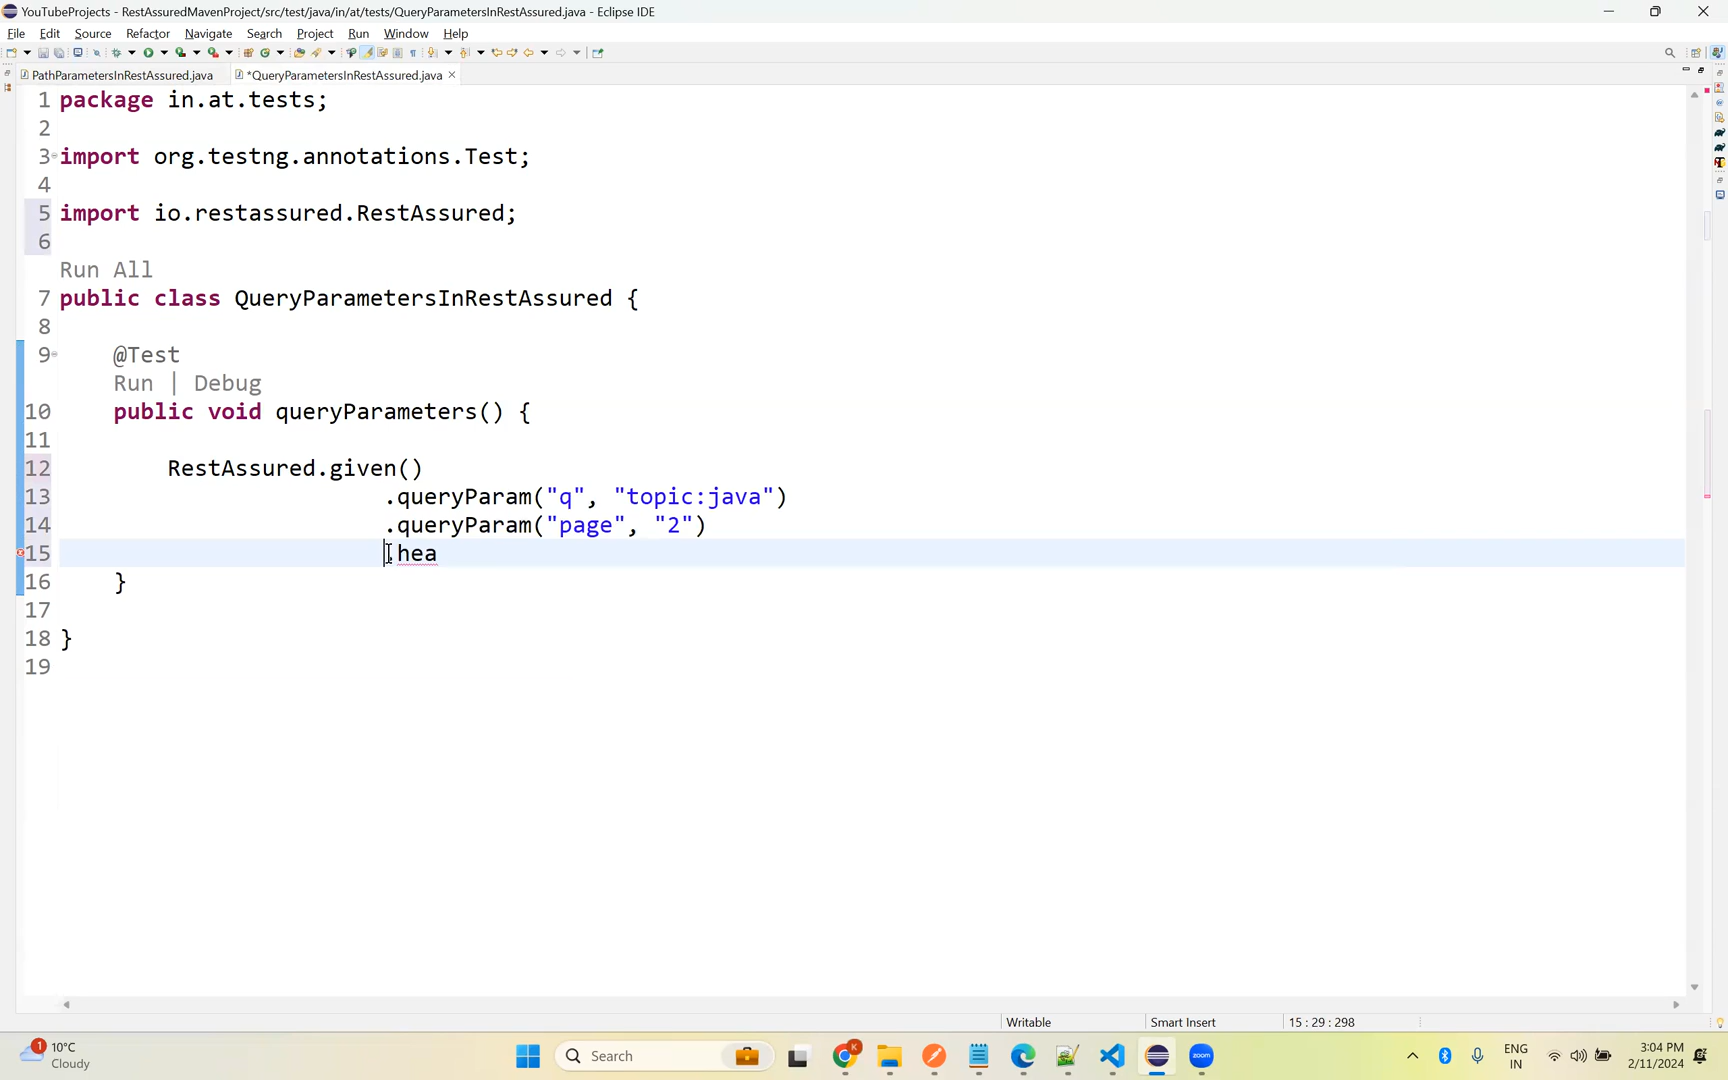 YouTubeProjects - RestAssuredMavenProject/src/test/java/in/at/tests/QueryParametersInRestAssured.java - Eclipse IDE
File Edit Source Refactor Navigate Search Project Run Window Help
PathParametersInRestAssured.java *QueryParametersInRestAssured.java
1 package in.at.tests;
2
3 import org.testng.annotations.Test;
4
5 import io.restassured.RestAssured;
6
Run All
7 public class QueryParametersInRestAssured {
8
9 @Test
Run | Debug
10 public void queryParameters() {
11
12 RestAssured.given()
13 .queryParam("q", "topic:java")
14 .queryParam("page", "2")
15 .hea
16 }
17
18 }
19
Writable Smart Insert 15 : 29 : 298
1 10°C
Cloudy
Search
K
zoom
ENG
IN
3:04 PM
2/11/2024